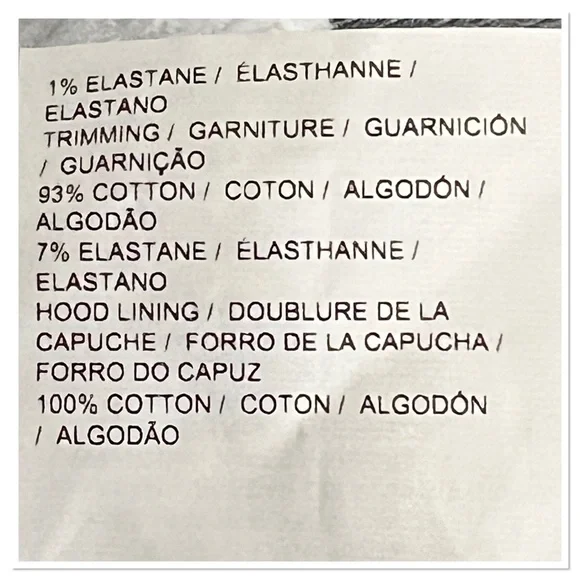 1% ELASTANE / ÉLASTHANNE /
ELASTANO
TRIMMING / GARNITURE / GUARNICIÓN
/ GUARNIÇÃO
93% COTTON / COTON / ALGODÓN /
ALGODÃO
7% ELASTANE / ÉLASTHANNE /
ELASTANO
HOOD LINING / DOUBLURE DE LA
CAPUCHE / FORRO DE LA CAPUCHA /
FORRO DO CAPUZ
100% COTTON / COTON / ALGODÓN
/ ALGODÃO